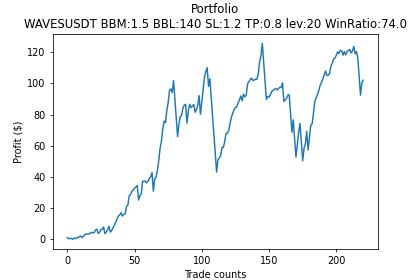 Portfolio
WAVESUSDT BBM:1.5 BBL:140 SL:1.2 TP:0.8 lev:20 WinRatio:74.0
120
100
80
60
40
20
0
Profit ($)
0 50 100 150 200
Trade counts